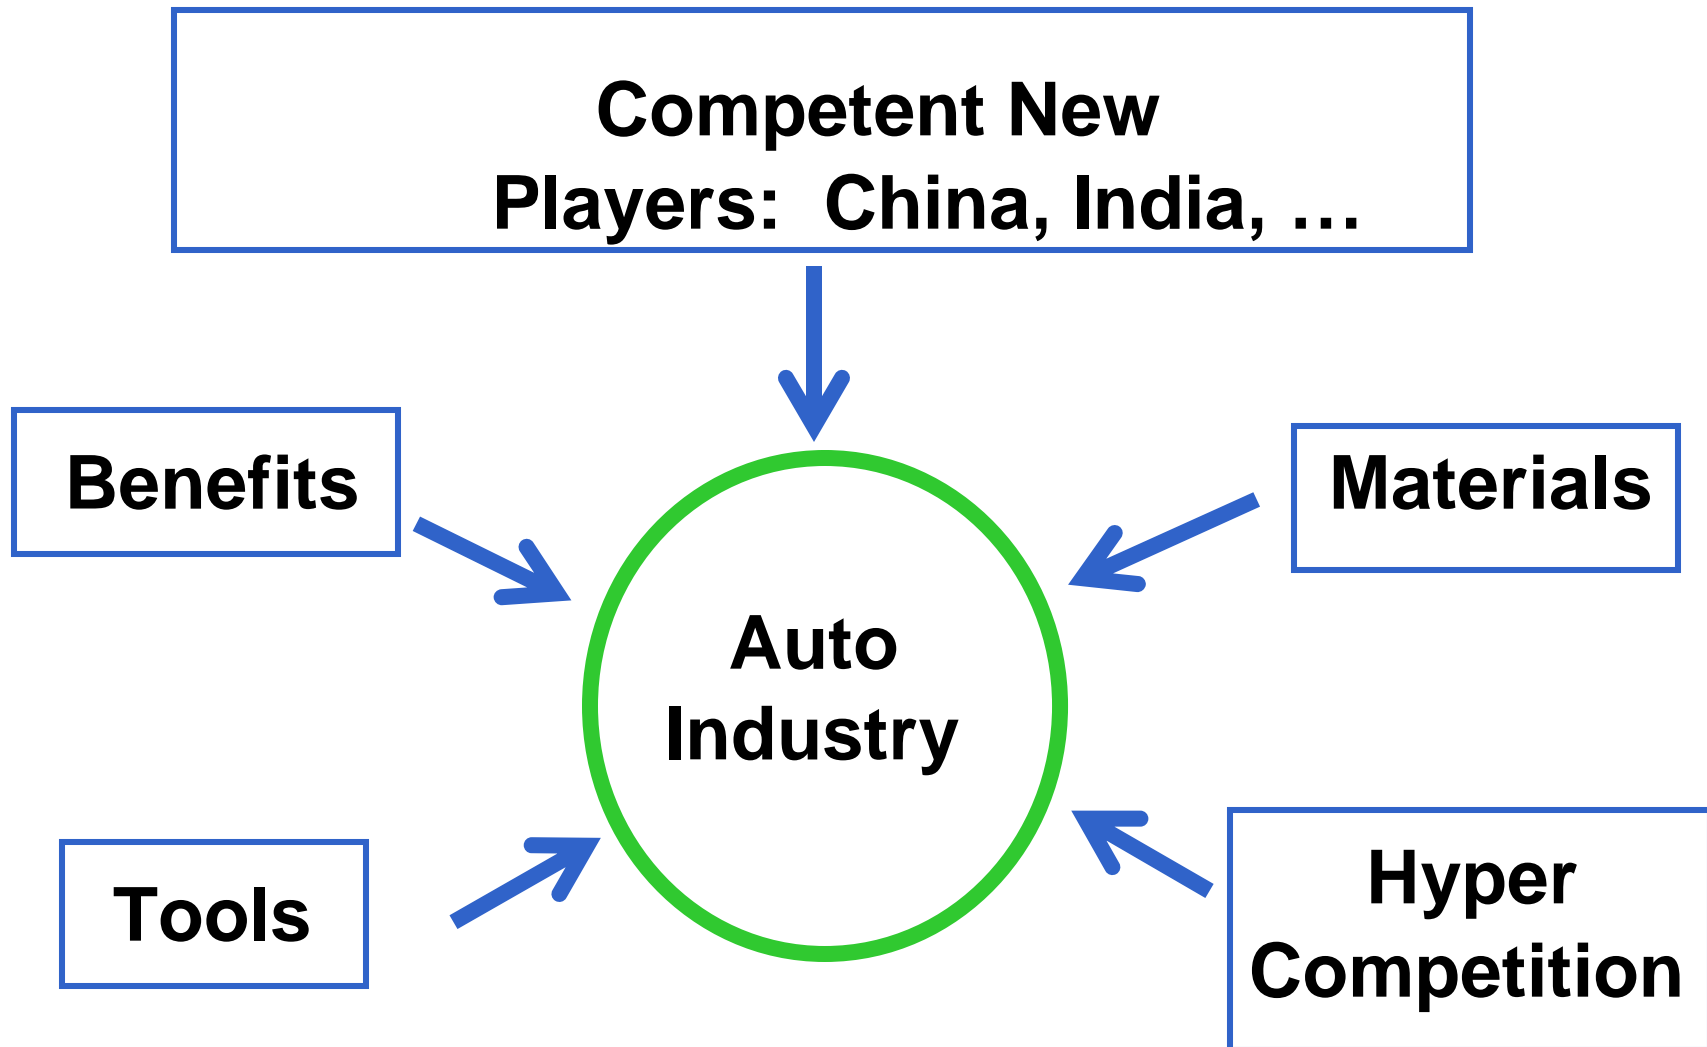 Competent New
Players:  China, India, …
Benefits
Materials
Auto
Industry
Tools
Hyper
Competition